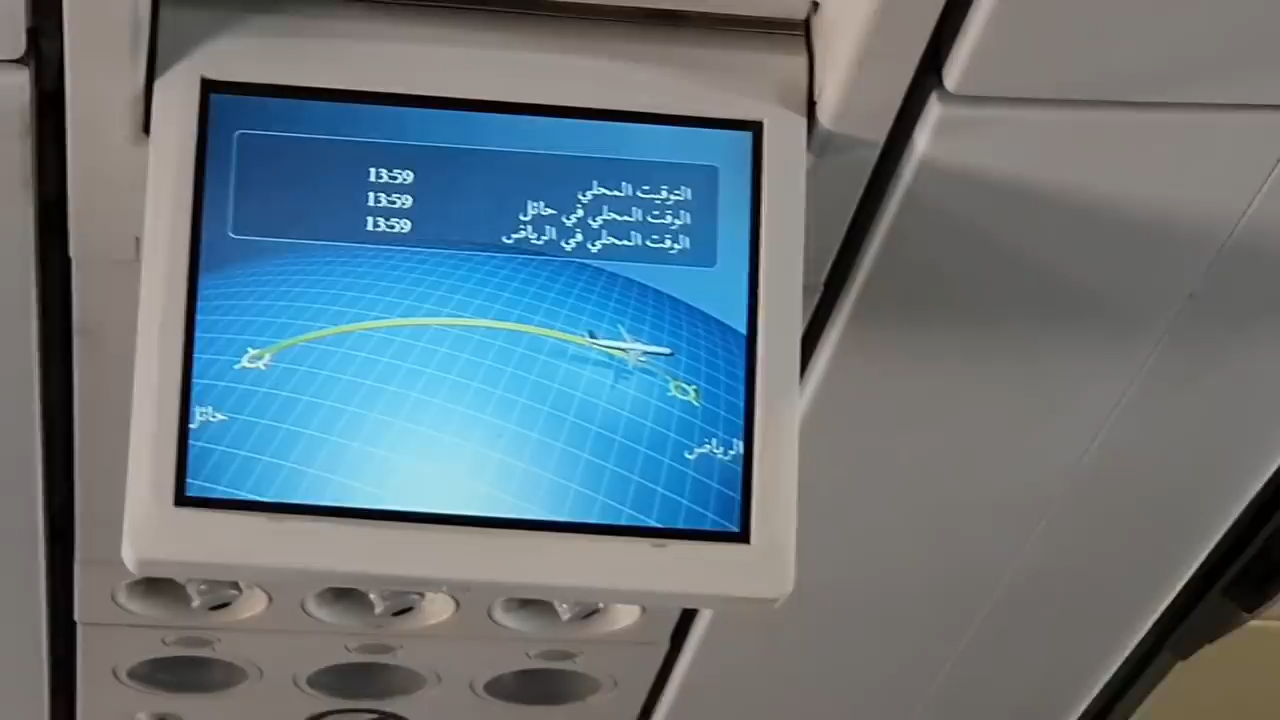 التوقيت المحلي 13:59
الوقت المحلي في حائل 13:59
الوقت المحلي في الرياض 13:59
حائل
الرياض